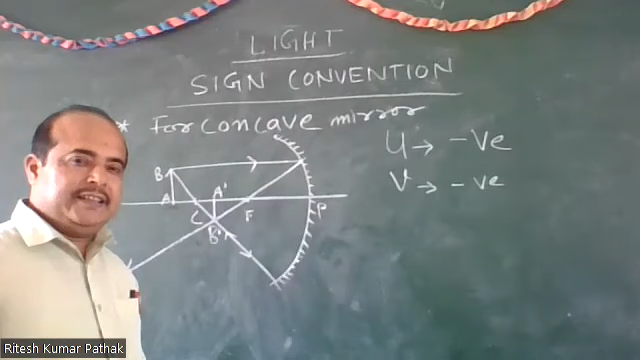 LIGHT
SIGN CONVENTION
* For concave mirror
U → -Ve
V → - ve
B
A
C
A'
B'
F
P
Ritesh Kumar Pathak